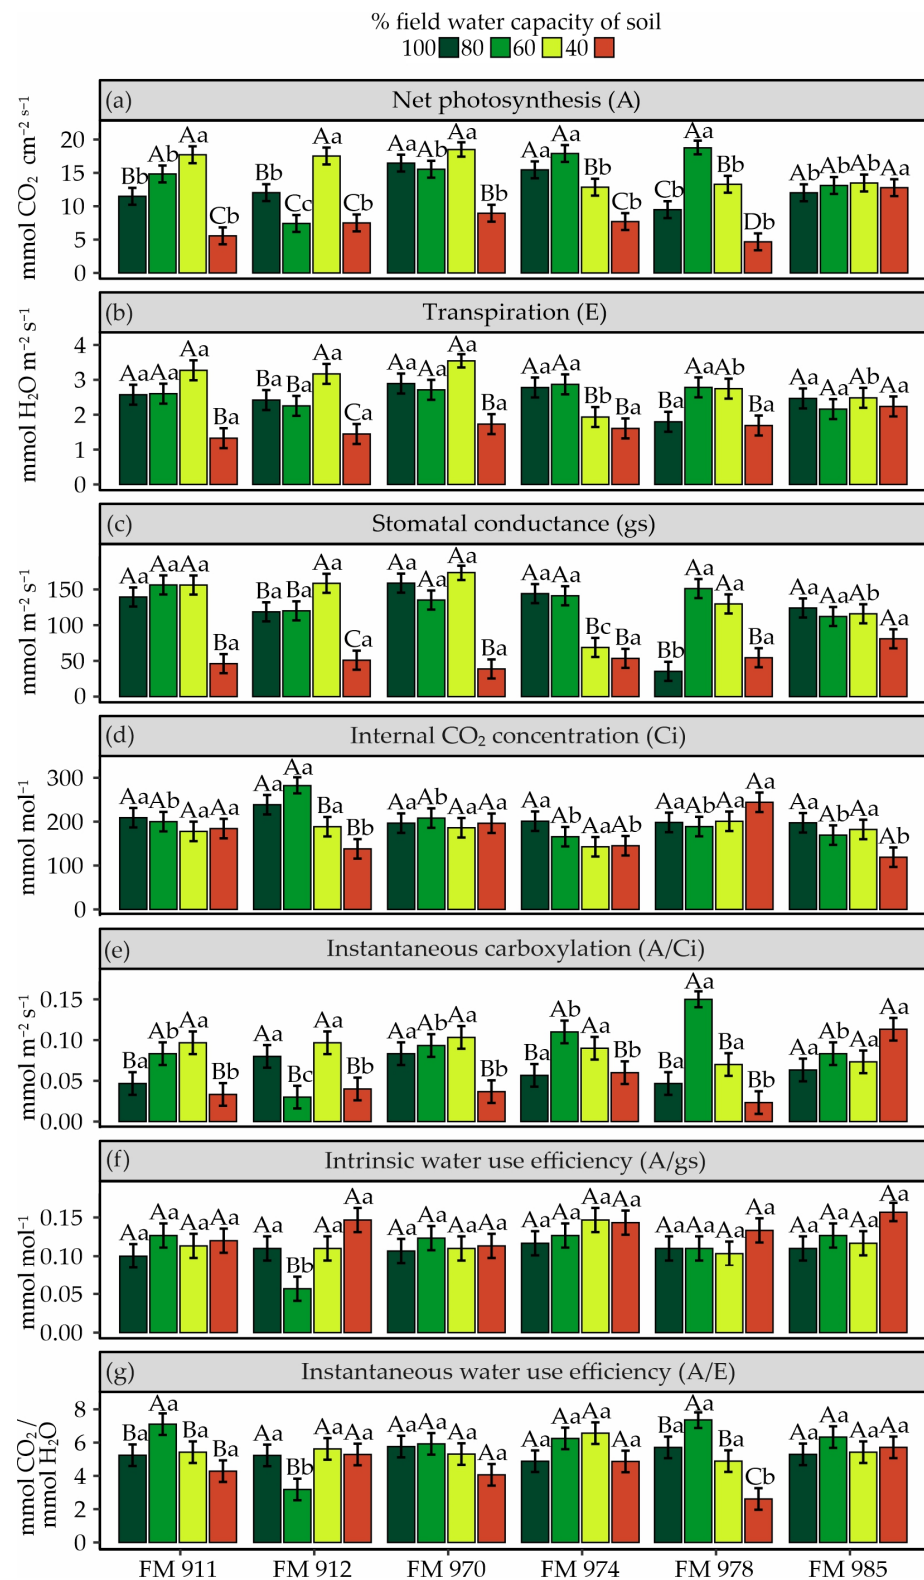 % field water capacity of soil
100 80 60 40
(a) Net photosynthesis (A)
mmol CO₂ cm⁻² s⁻¹
20
15
10
5
0
Bb Ab Aa Cb Bb Cc Aa Cb Aa Ab Aa Ba Aa Aa Bb Cb Cb Aa Bb Db Ab Ab Ab Aa
(b) Transpiration (E)
mmol H₂O m⁻² s⁻¹
4
3
2
1
0
Aa Aa Aa Ba Ba Ba Aa Ca Aa Aa Aa Ba Aa Aa Bb Ba Ba Aa Ab Ba Aa Aa Ab Aa
(c) Stomatal conductance (gs)
mmol m⁻² s⁻¹
150
100
50
0
Aa Aa Aa Ba Ba Ba Aa Ca Aa Aa Aa Ba Aa Aa Bc Ba Bb Aa Aa Ba Aa Aa Ab Aa
(d) Internal CO₂ concentration (Ci)
mmol mol⁻¹
300
200
100
0
Aa Ab Aa Aa Aa Aa Ba Bb Aa Ab Aa Aa Aa Ab Aa Ab Aa Ab Aa Aa Aa Ab Aa Ab
(e) Instantaneous carboxylation (A/Ci)
mmol m⁻² s⁻¹
0.15
0.10
0.05
0.00
Ba Ab Aa Bb Aa Bc Aa Bb Aa Ab Aa Bb Ba Ab Aa Bb Ba Aa Ba Bb Aa Ab Aa Aa
(f) Intrinsic water use efficiency (A/gs)
mmol mol⁻¹
0.15
0.10
0.05
0.00
Aa Aa Aa Aa Aa Bb Aa Aa Aa Aa Aa Aa Aa Aa Aa Aa Aa Aa Aa Aa Aa Aa Aa Aa
(g) Instantaneous water use efficiency (A/E)
mmol CO₂/
mmol H₂O
8
6
4
2
0
Ba Aa Ba Ba Aa Bb Aa Aa Aa Aa Aa Aa Aa Aa Aa Aa Ba Aa Ba Cb Aa Aa Aa Aa
FM 911 FM 912 FM 970 FM 974 FM 978 FM 985